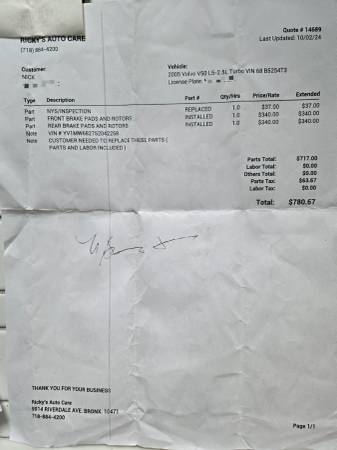 RICKY'S AUTO CARE
(718) 884-4200
Quote # 14689
Last Updated: 10/02/24
Customer:
NICK
Vehicle:
2005 Volvo V50 L5-2.5L Turbo VIN 68 B5254T3
License Plate:
Type Description Part # Qty/Hrs Price/Rate Extended
Part NYS/INSPECTION REPLACED 1.0 $37.00 $37.00
Part FRONT BRAKE PADS AND ROTORS INSTALLED 1.0 $340.00 $340.00
Part REAR BRAKE PADS AND ROTORS INSTALLED 1.0 $340.00 $340.00
Note VIN # YV1MW682752042258
Note CUSTOMER NEEDED TO REPLACE THESE PARTS (
PARTS AND LABOR INCLUDED )
Parts Total: $717.00
Labor Total: $0.00
Others Total: $0.00
Parts Tax: $63.67
Labor Tax: $0.00
Total: $780.67
THANK YOU FOR YOUR BUSINESS
Ricky's Auto Care
RIVERDALE AVE. BRONX. 10471
718-884-4200
Page 1/1